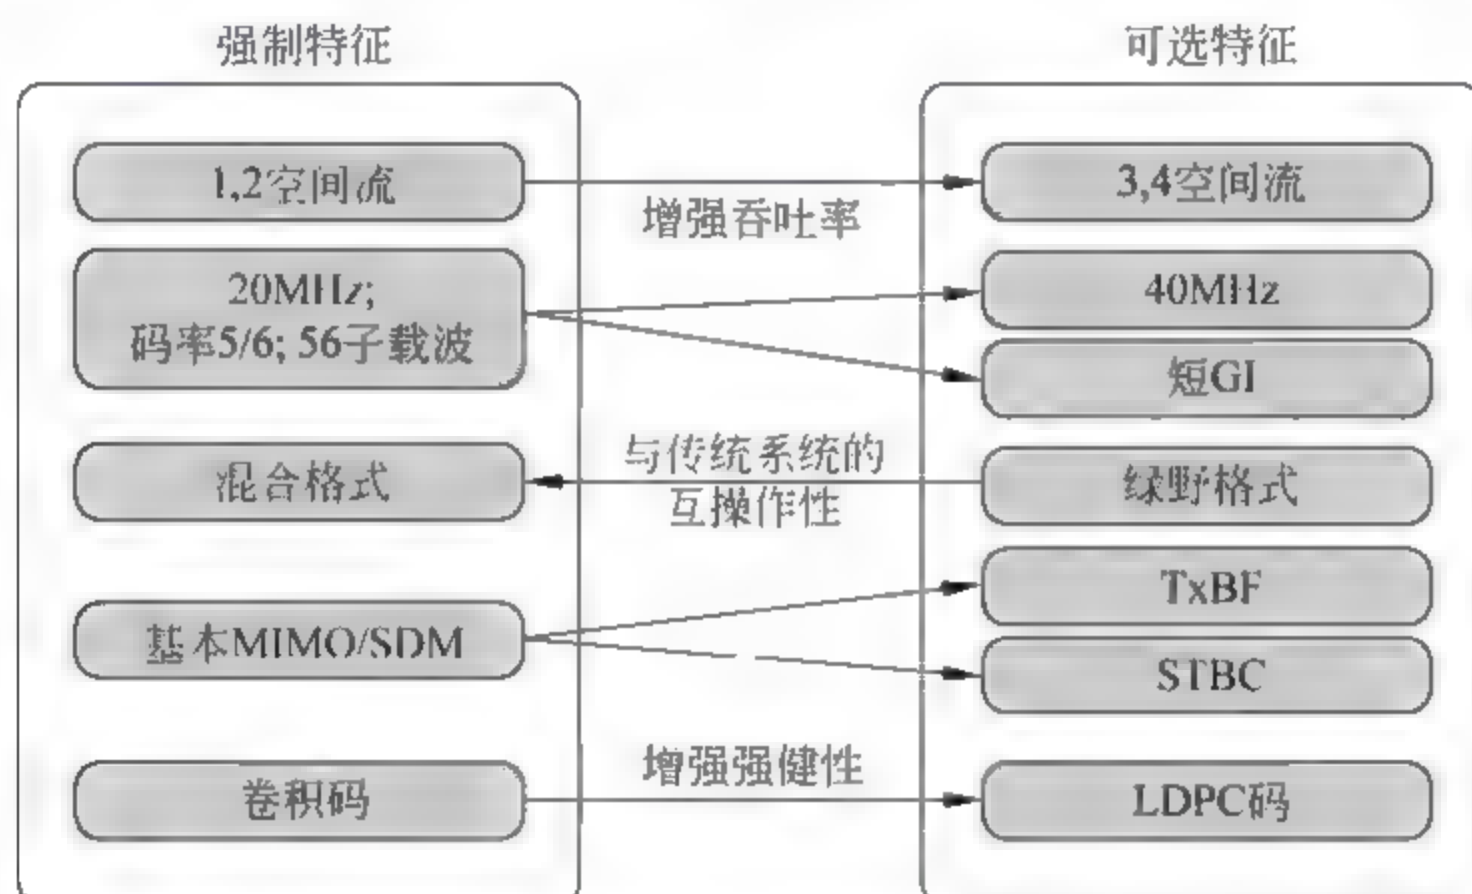 强制特征
可选特征
1,2空间流
增强吞吐率
3,4空间流
20MHz;
码率5/6; 56子载波
40MHz
短GI
混合格式
与传统系统的
互操作性
绿野格式
基本MIMO/SDM
TxBF
STBC
卷积码
增强强健性
LDPC码